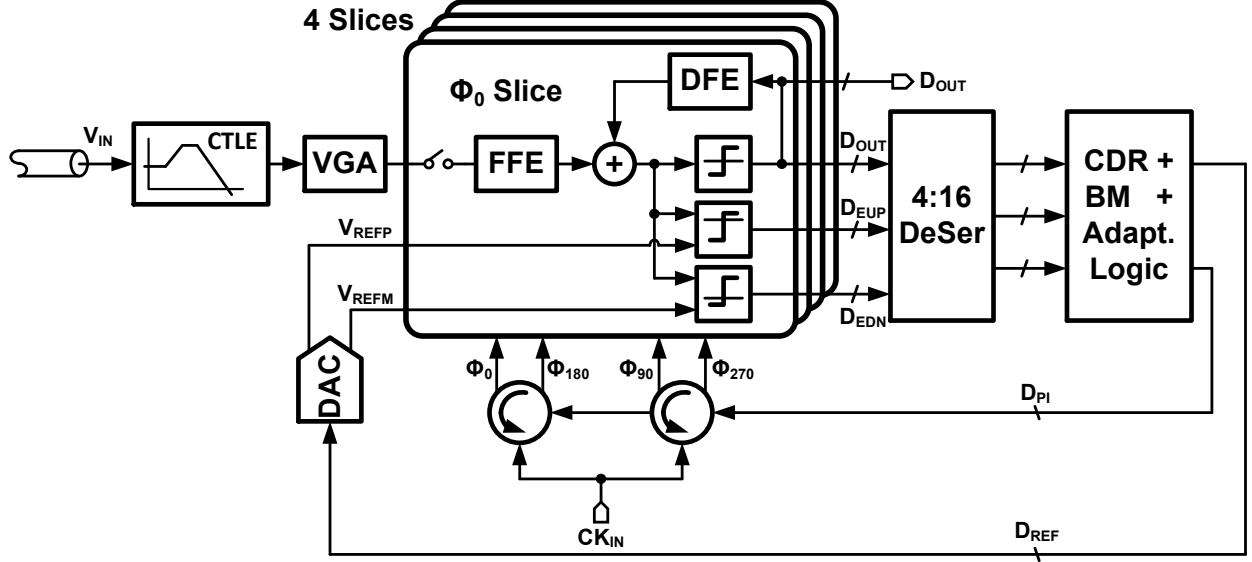 4 Slices
Φ0 Slice
DFE
DOUT
VIN
CTLE
VGA
FFE
+
DOUT
DEUP
DEDN
4:16
DeSer
CDR +
BM +
Adapt.
Logic
VREFP
VREFM
DAC
Φ0
Φ180
Φ90
Φ270
DPI
CKIN
DREF